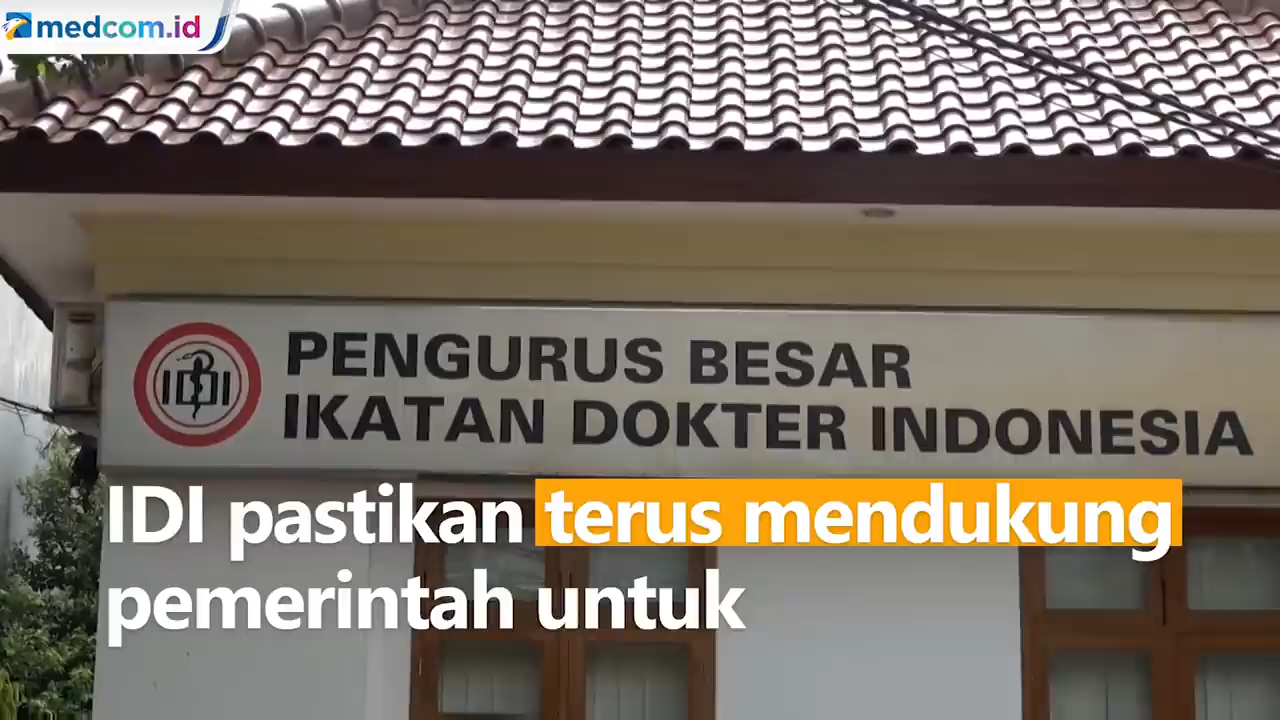 medcom.id
PENGURUS BESAR
IDI
IKATAN DOKTER INDONESIA
IDI pastikan terus mendukung
pemerintah untuk